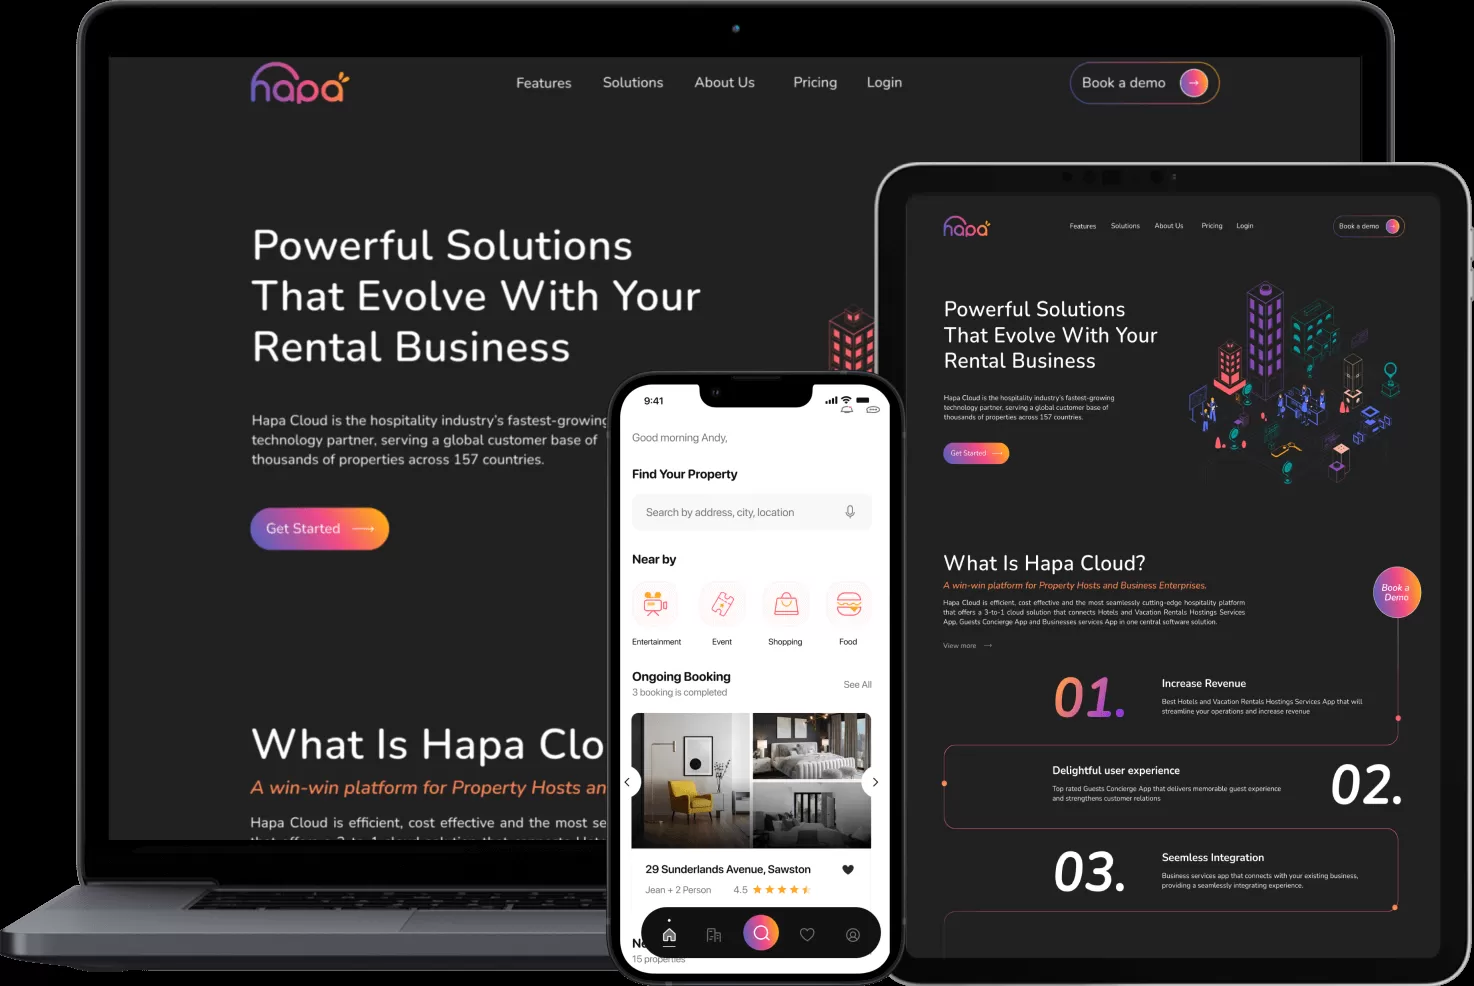 hapa
Features
Solutions
About Us
Pricing
Login
Book a demo
Powerful Solutions
That Evolve With Your
Rental Business
Hapa Cloud is the hospitality industry's fastest-growing
technology partner, serving a global customer base of
thousands of properties across 157 countries.
Get Started
What Is Hapa Clo
A win-win platform for Property Hosts an
Hapa Cloud is efficient, cost effective and the most se
9:41
Good morning Andy,
Find Your Property
Search by address, city, location
Near by
Entertainment
Event
Shopping
Food
Ongoing Booking
3 booking is completed
See All
29 Sunderlands Avenue, Sawston
Jean + 2 Person
4.5
Ne
15 properties
hapa
Features
Solutions
About Us
Pricing
Login
Book a demo
Powerful Solutions
That Evolve With Your
Rental Business
Hapa Cloud is the hospitality industry's fastest-growing
technology partner, serving a global customer base of
thousands of properties across 157 countries.
Get Started
What Is Hapa Cloud?
A win-win platform for Property Hosts and Business Enterprises.
Hapa Cloud is efficient, cost effective and the most seamlessly cutting-edge hospitality platform
that offers a 3-to-1 cloud solution that connects Hotels and Vacation Rentals Hostings Services
App, Guests Concierge App and Businesses services App in one central software solution.
View more
Book a
Demo
01.
Increase Revenue
Best Hotels and Vacation Rentals Hostings Services App that will
streamline your operations and increase revenue
Delightful user experience
Top rated Guests Concierge App that delivers memorable guest experience
and strengthens customer relations
02.
03.
Seemless Integration
Business services app that connects with your existing business,
providing a seamlessly integrating experience.